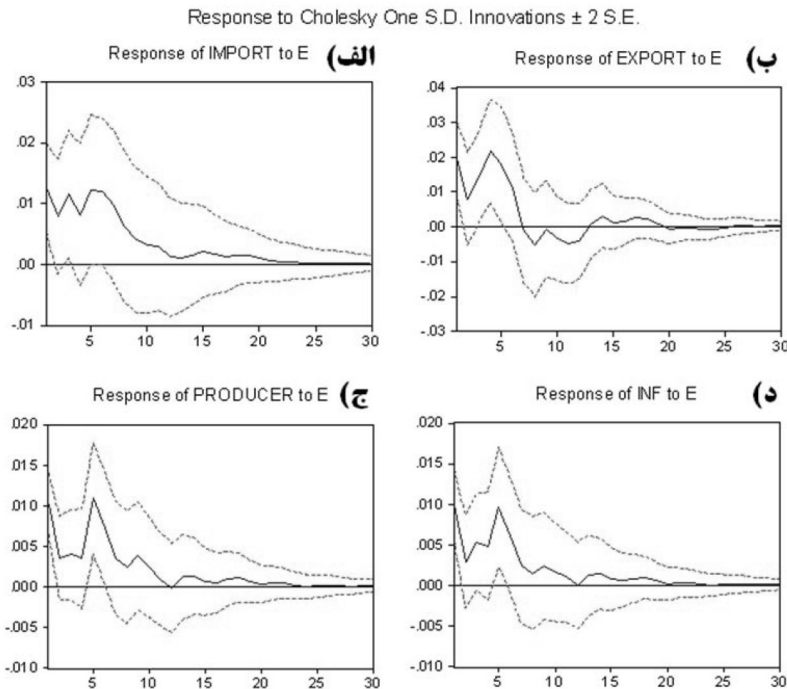 Response to Cholesky One S.D. Innovations ± 2 S.E.
Response of IMPORT to E
الف)
.03
.02
.01
.00
-.01
5 10 15 20 25 30
Response of EXPORT to E
ب)
.04
.03
.02
.01
.00
-.01
-.02
-.03
5 10 15 20 25 30
Response of PRODUCER to E
ج)
.020
.015
.010
.005
.000
-.005
-.010
5 10 15 20 25 30
Response of INF to E
د)
.020
.015
.010
.005
.000
-.005
-.010
5 10 15 20 25 30